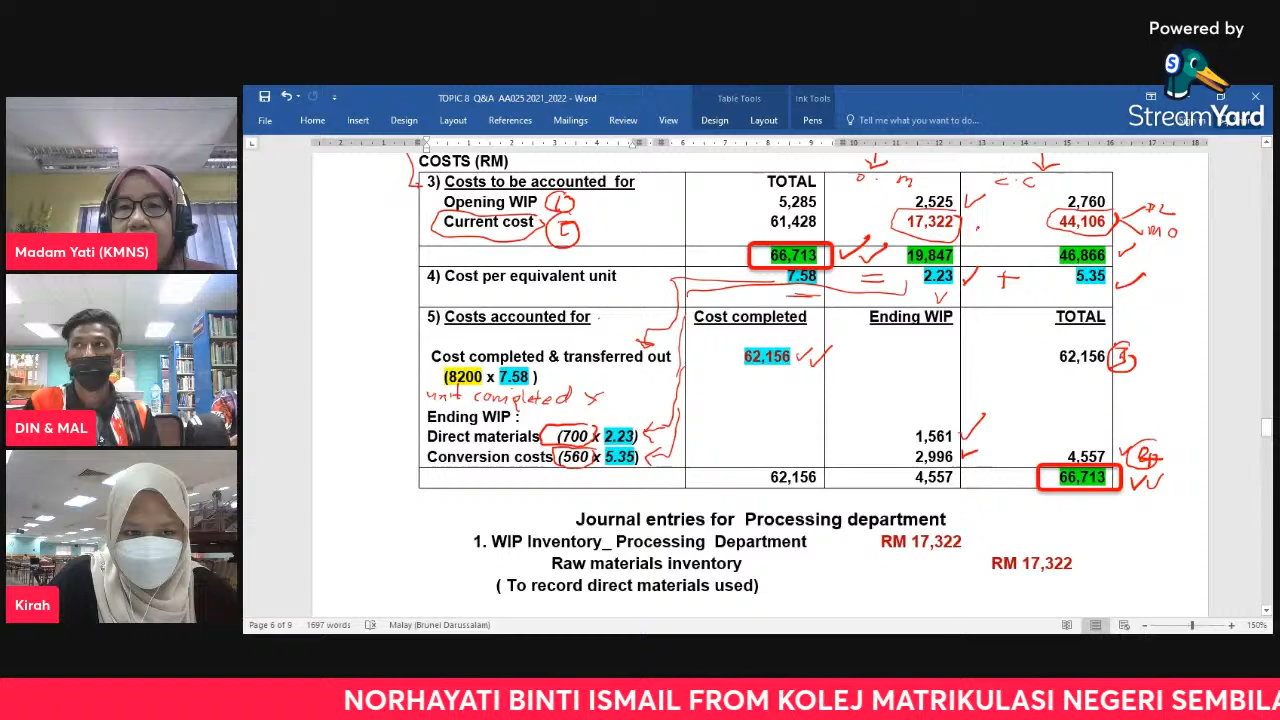 Powered by
S
StreamYard
TOPIC 8 Q&A AA025 2021_2022 - Word
Table Tools
Ink Tools
File Home Insert Design Layout References Mailings Review View Design Layout Pens Tell me what you want to do...
COSTS (RM)
D.M C.C
3) Costs to be accounted for TOTAL
Opening WIP 5,285 2,525 2,760
Current cost 61,428 17,322 44,106
DL
MO
66,713 19,847 46,866
4) Cost per equivalent unit 7.58 = 2.23 + 5.35
5) Costs accounted for Cost completed Ending WIP TOTAL
Cost completed & transferred out 62,156 62,156
(8200 x 7.58 )
unit completed x
Ending WIP :
Direct materials (700 x 2.23) 1,561
Conversion costs (560 x 5.35) 2,996 4,557
62,156 4,557 66,713
Journal entries for Processing department
1. WIP Inventory_ Processing Department RM 17,322
Raw materials inventory RM 17,322
( To record direct materials used)
Page 6 of 9 1697 words Malay (Brunei Darussalam) 150%
Madam Yati (KMNS)
DIN & MAL
Kirah
NORHAYATI BINTI ISMAIL FROM KOLEJ MATRIKULASI NEGERI SEMBILA